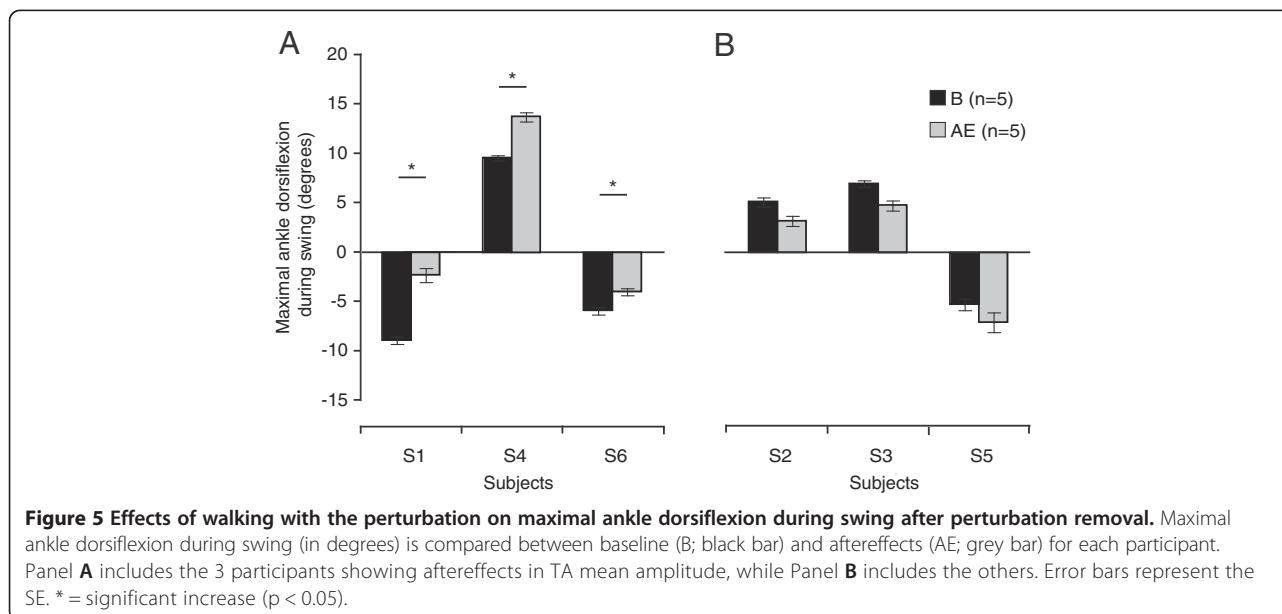 A
B
20
15
10
5
0
-5
-10
-15
Maximal ankle dorsiflexion
during swing (degrees)
*
*
*
B (n=5)
AE (n=5)
S1 S4 S6
Subjects
S2 S3 S5
Subjects
Figure 5 Effects of walking with the perturbation on maximal ankle dorsiflexion during swing after perturbation removal. Maximal
ankle dorsiflexion during swing (in degrees) is compared between baseline (B; black bar) and aftereffects (AE; grey bar) for each participant.
Panel A includes the 3 participants showing aftereffects in TA mean amplitude, while Panel B includes the others. Error bars represent the
SE. * = significant increase (p < 0.05).